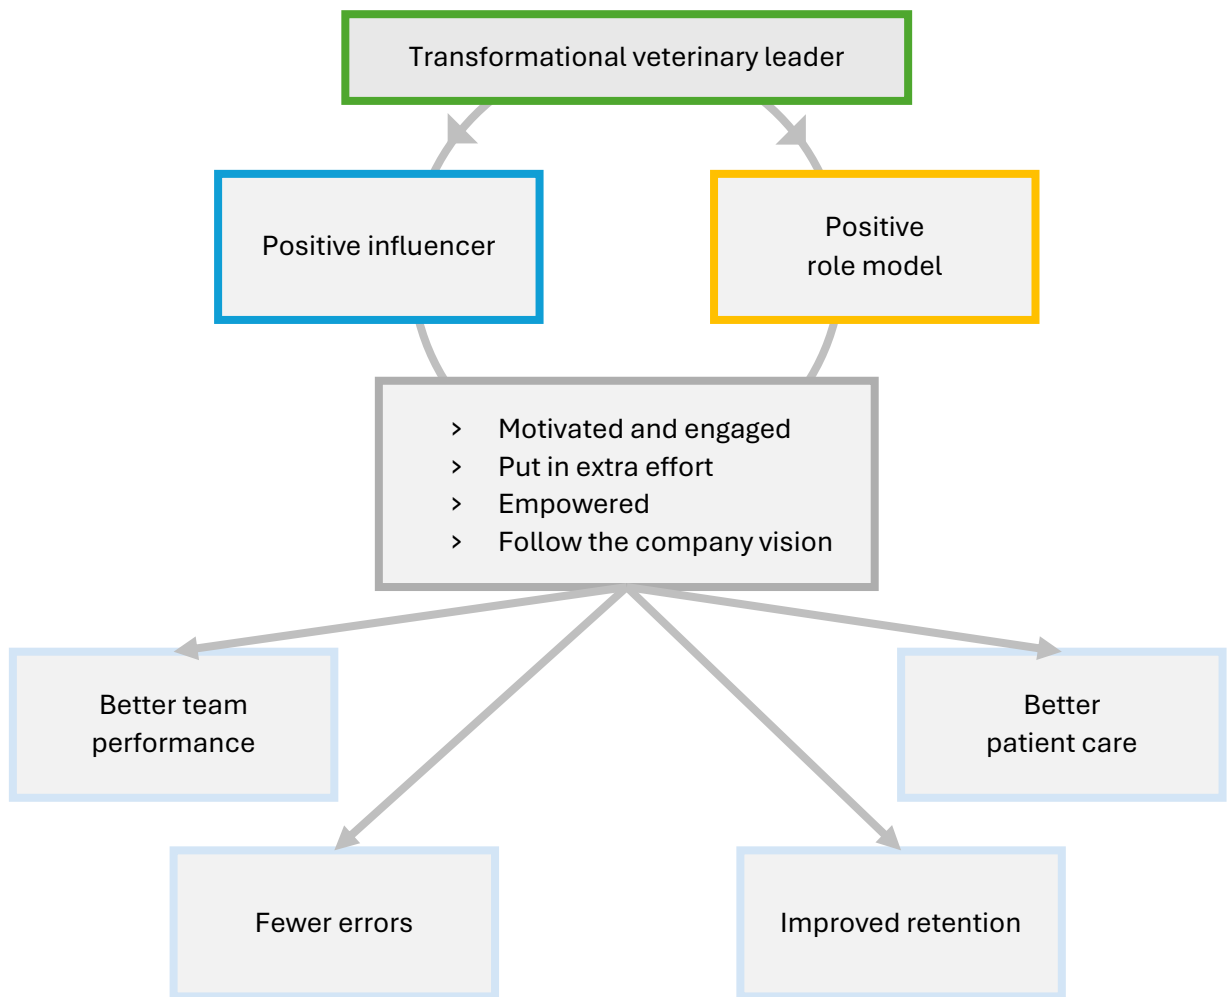 Transformational veterinary leader
Positive influencer
Positive
role model
> Motivated and engaged
> Put in extra effort
> Empowered
> Follow the company vision
Better team
performance
Better
patient care
Fewer errors
Improved retention